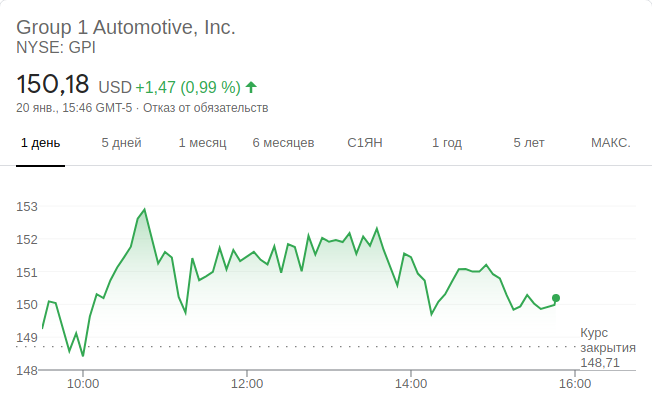 Group 1 Automotive, Inc.
NYSE: GPI
150,18 USD +1,47 (0,99 %)
20 янв., 15:46 GMT-5 · Отказ от обязательств
1 день 5 дней 1 месяц 6 месяцев С1ЯН 1 год 5 лет МАКС.
153
152
151
150
149
148
Курс
закрытия
148,71
10:00 12:00 14:00 16:00